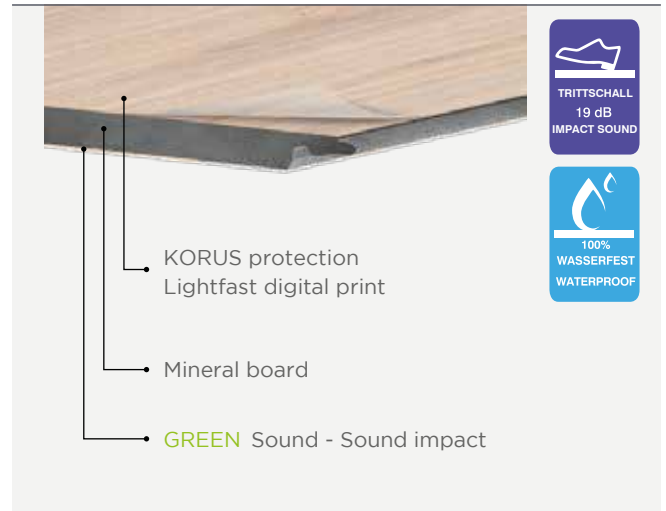 TRITTSCHALL
19 dB
IMPACT SOUND
100%
WASSERFEST
WATERPROOF
KORUS protection
Lightfast digital print
Mineral board
GREEN Sound - Sound impact